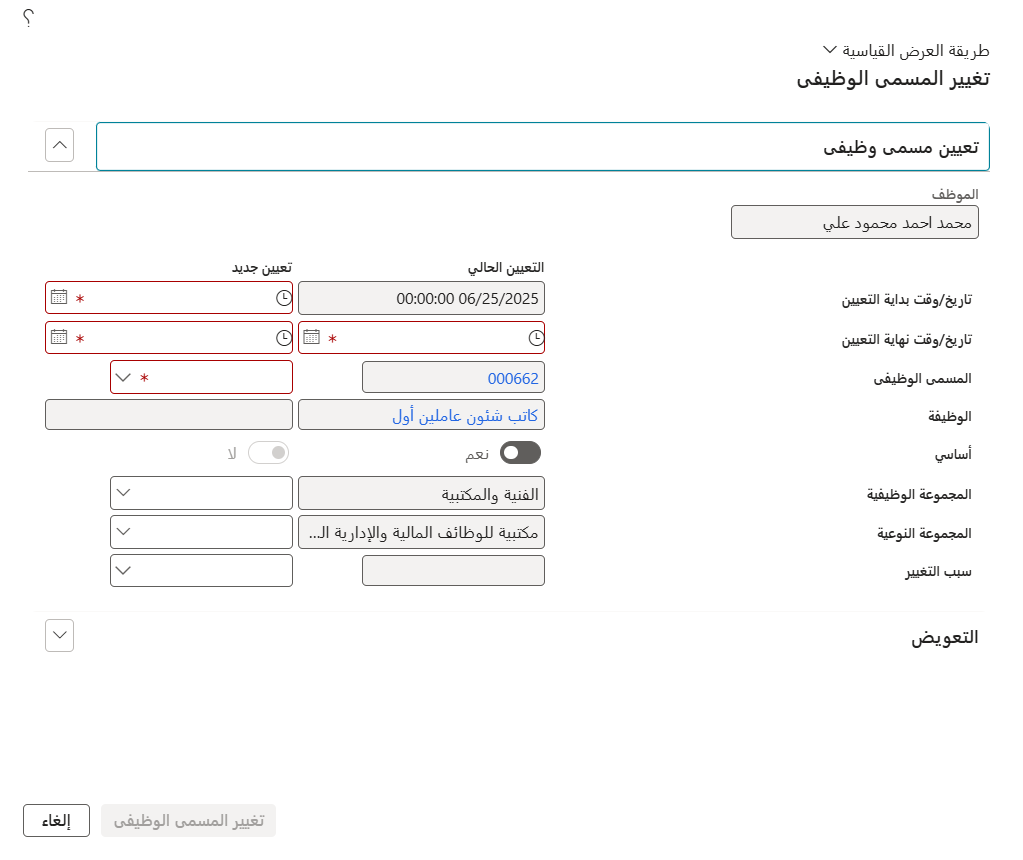 ؟
طريقة العرض القياسية
تغيير المسمى الوظيفى
تعيين مسمى وظيفى
الموظف
محمد احمد محمود علي
التعيين الحالي تعيين جديد
تاريخ/وقت بداية التعيين 06/25/2025 00:00:00 *
تاريخ/وقت نهاية التعيين * *
المسمى الوظيفى 000662 *
الوظيفة كاتب شئون عاملين أول
أساسي نعم لا
المجموعة الوظيفية الفنية والمكتبية
المجموعة النوعية مكتبية للوظائف المالية والإدارية الـ...
سبب التغيير
التعويض
تغيير المسمى الوظيفى إلغاء